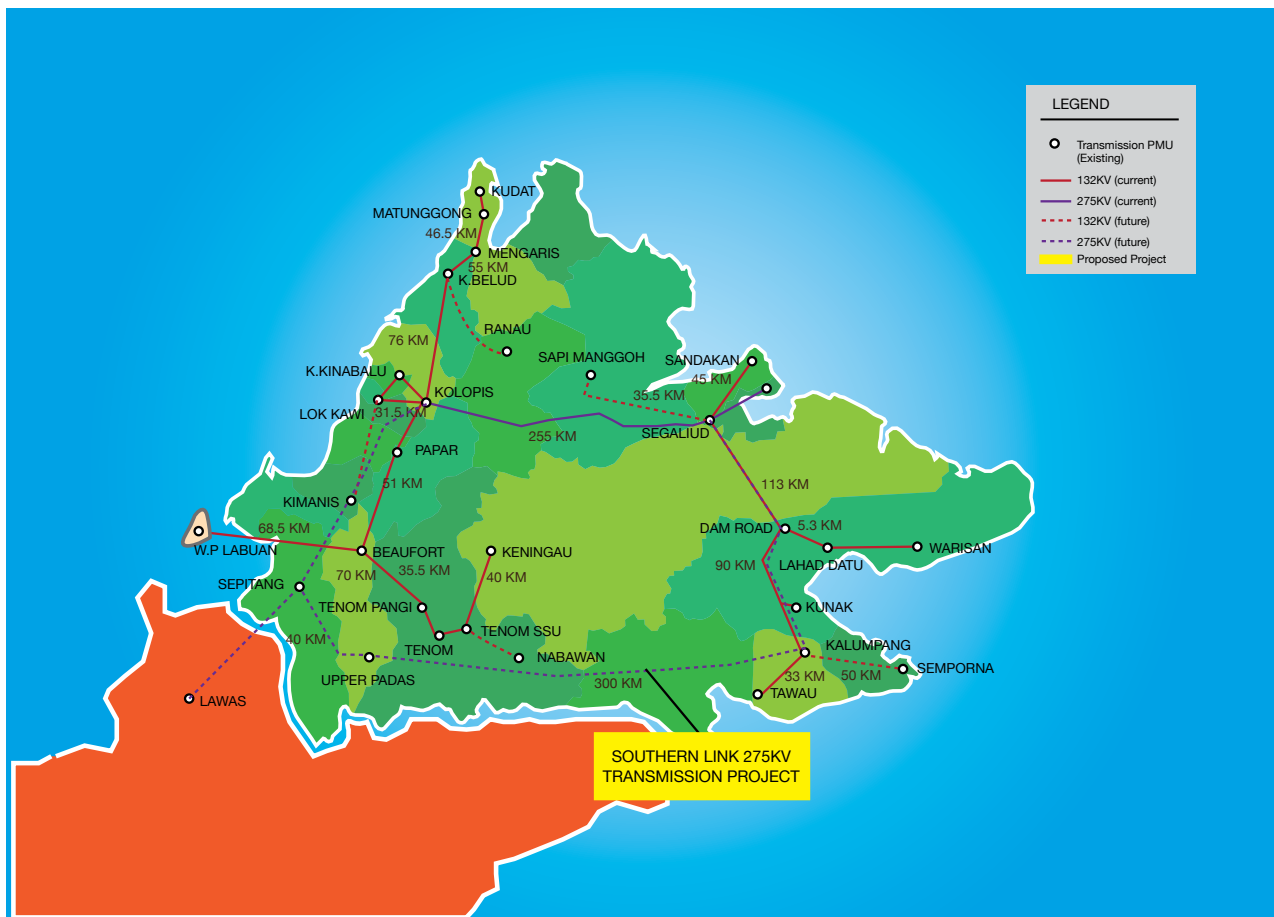 LEGEND
Transmission PMU
(Existing)
132KV (current)
275KV (current)
132KV (future)
275KV (future)
Proposed Project
KUDAT
MATUNGGONG
46.5 KM
MENGARIS
55 KM
K.BELUD
RANAU
76 KM
SAPI MANGGOH
SANDAKAN
K.KINABALU
45 KM
KOLOPIS
35.5 KM
LOK KAWI
31.5 KM
SEGALIUD
255 KM
PAPAR
51 KM
113 KM
KIMANIS
68.5 KM
DAM ROAD
5.3 KM
W.P LABUAN
BEAUFORT
KENINGAU
WARISAN
90 KM
LAHAD DATU
70 KM
35.5 KM
40 KM
SEPITANG
TENOM PANGI
KUNAK
TENOM SSU
40 KM
TENOM
NABAWAN
KALUMPANG
UPPER PADAS
300 KM
33 KM
50 KM
SEMPORNA
TAWAU
LAWAS
SOUTHERN LINK 275KV
TRANSMISSION PROJECT